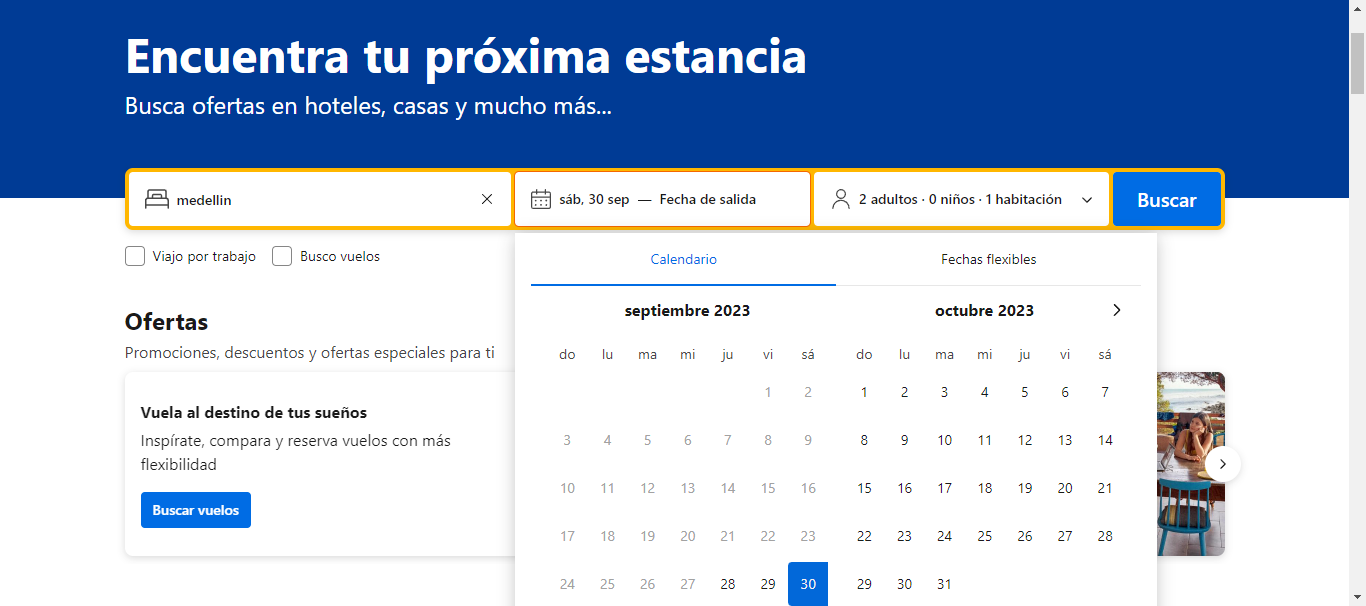 Encuentra tu próxima estancia
Busca ofertas en hoteles, casas y mucho más...
medellin
sáb, 30 sep — Fecha de salida
2 adultos · 0 niños · 1 habitación
Buscar
Viajo por trabajo
Busco vuelos
Calendario
Fechas flexibles
septiembre 2023
do lu ma mi ju vi sá
1 2
3 4 5 6 7 8 9
10 11 12 13 14 15 16
17 18 19 20 21 22 23
24 25 26 27 28 29 30
octubre 2023
do lu ma mi ju vi sá
1 2 3 4 5 6 7
8 9 10 11 12 13 14
15 16 17 18 19 20 21
22 23 24 25 26 27 28
29 30 31
Ofertas
Promociones, descuentos y ofertas especiales para ti
Vuela al destino de tus sueños
Inspírate, compara y reserva vuelos con más
flexibilidad
Buscar vuelos